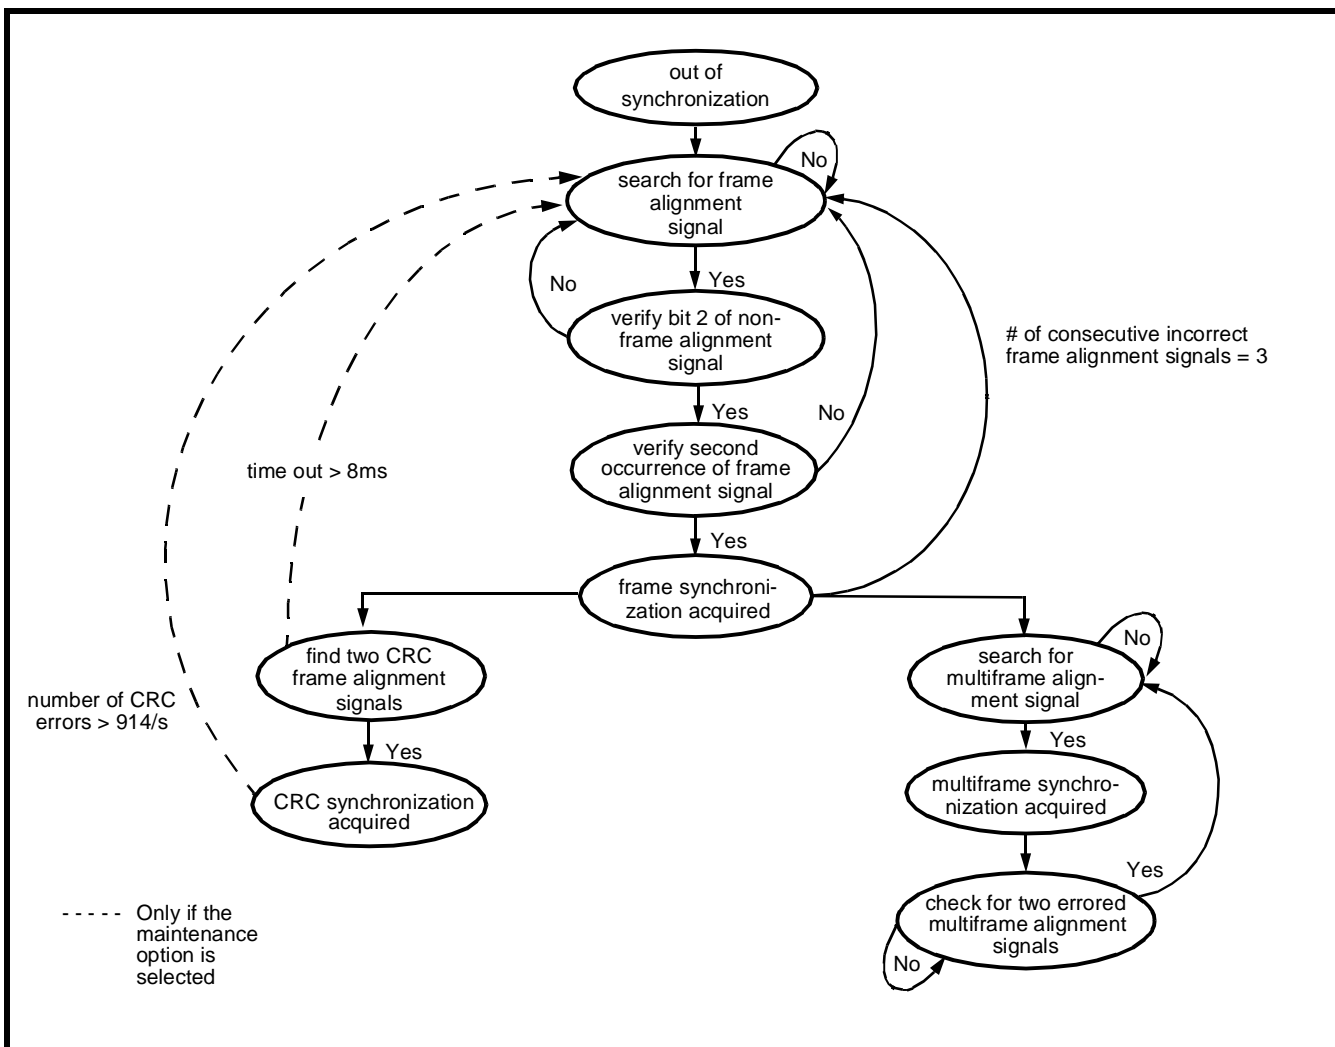 out of
synchronization
No
search for frame
alignment
signal
No
Yes
verify bit 2 of non-
frame alignment
signal
# of consecutive incorrect
frame alignment signals = 3
Yes
No
verify second
occurrence of frame
alignment signal
time out > 8ms
Yes
frame synchroni-
zation acquired
find two CRC
frame alignment
signals
No
search for
multiframe align-
ment signal
number of CRC
errors > 914/s
Yes
Yes
CRC synchronization
acquired
multiframe synchro-
nization acquired
Yes
check for two errored
multiframe alignment
signals
No
- - - - - Only if the
maintenance
option is
selected